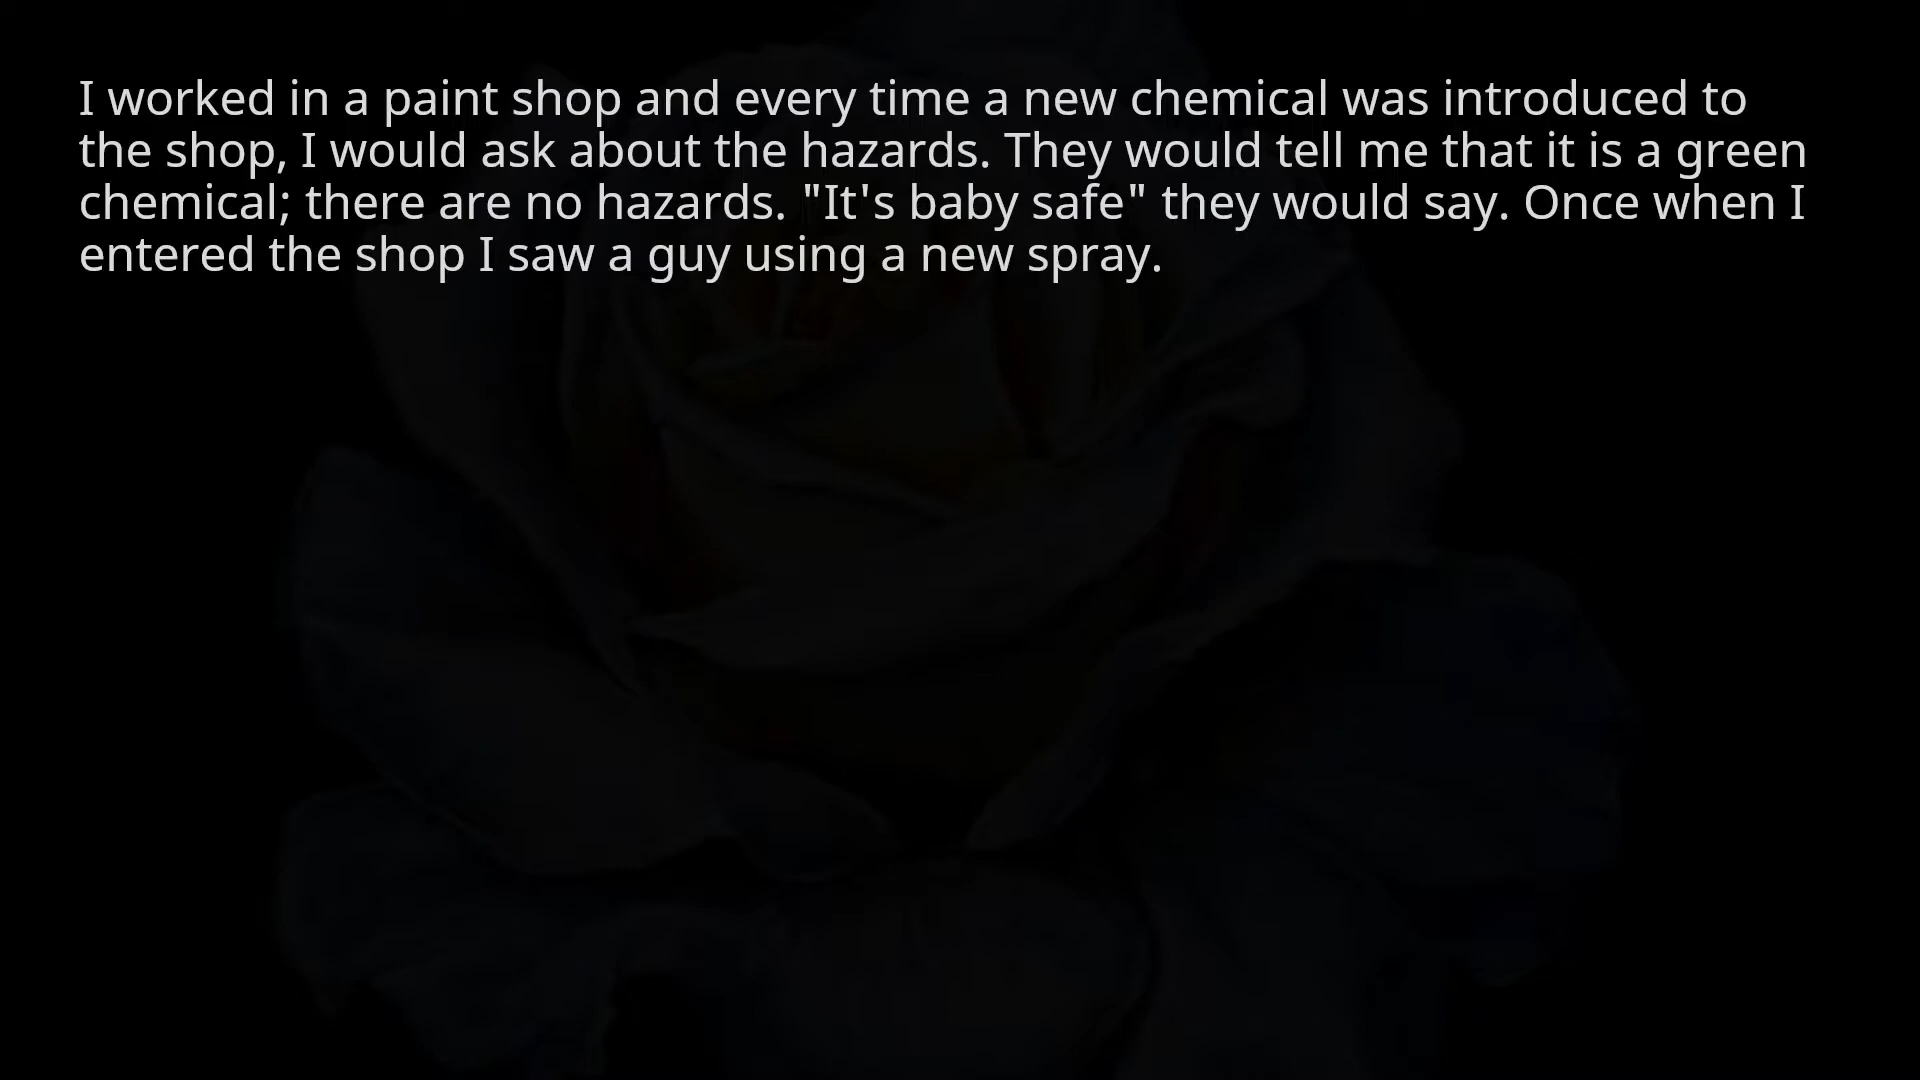 I worked in a paint shop and every time a new chemical was introduced to
the shop, I would ask about the hazards. They would tell me that it is a green
chemical; there are no hazards. "It's baby safe" they would say. Once when I
entered the shop I saw a guy using a new spray.